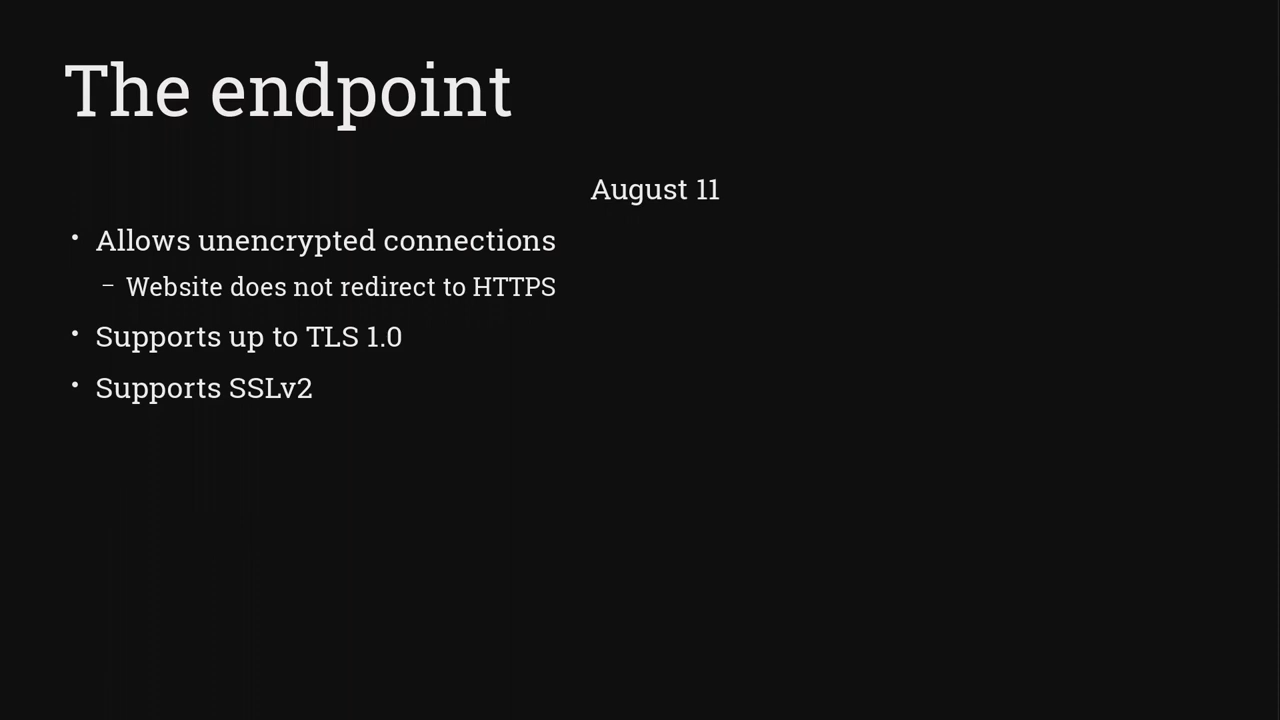 The endpoint
August 11
• Allows unencrypted connections
– Website does not redirect to HTTPS
• Supports up to TLS 1.0
• Supports SSLv2